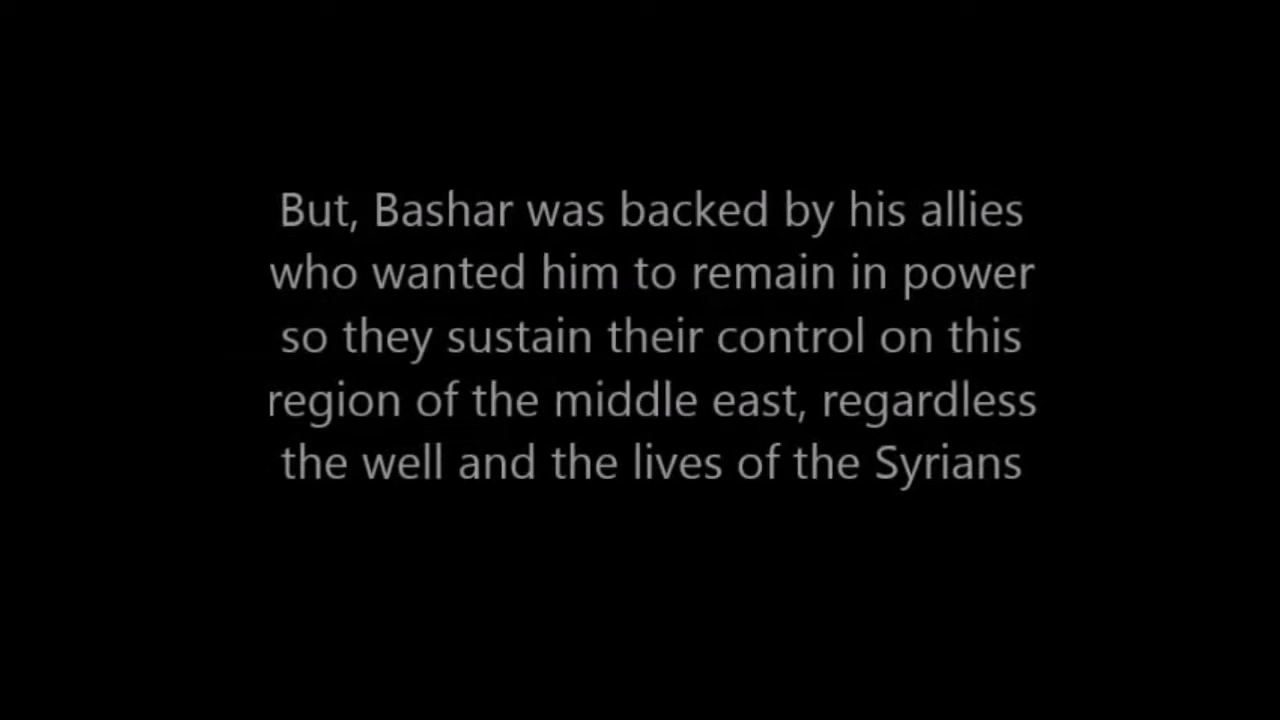 But, Bashar was backed by his allies
who wanted him to remain in power
so they sustain their control on this
region of the middle east, regardless
the well and the lives of the Syrians